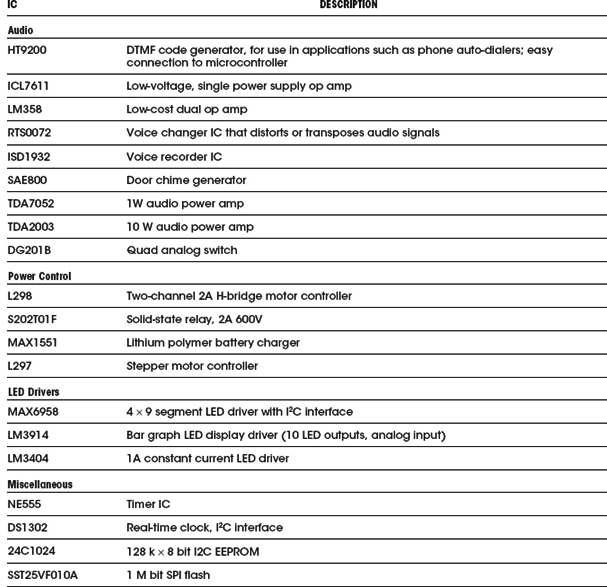 IC DESCRIPTION
Audio
HT9200 DTMF code generator, for use in applications such as phone auto-dialers; easy
connection to microcontroller
ICL7611 Low-voltage, single power supply op amp
LM358 Low-cost dual op amp
RTS0072 Voice changer IC that distorts or transposes audio signals
ISD1932 Voice recorder IC
SAE800 Door chime generator
TDA7052 1W audio power amp
TDA2003 10 W audio power amp
DG201B Quad analog switch
Power Control
L298 Two-channel 2A H-bridge motor controller
S202T01F Solid-state relay, 2A 600V
MAX1551 Lithium polymer battery charger
L297 Stepper motor controller
LED Drivers
MAX6958 4 × 9 segment LED driver with I²C interface
LM3914 Bar graph LED display driver (10 LED outputs, analog input)
LM3404 1A constant current LED driver
Miscellaneous
NE555 Timer IC
DS1302 Real-time clock, I²C interface
24C1024 128 k × 8 bit I2C EEPROM
SST25VF010A 1 M bit SPI flash